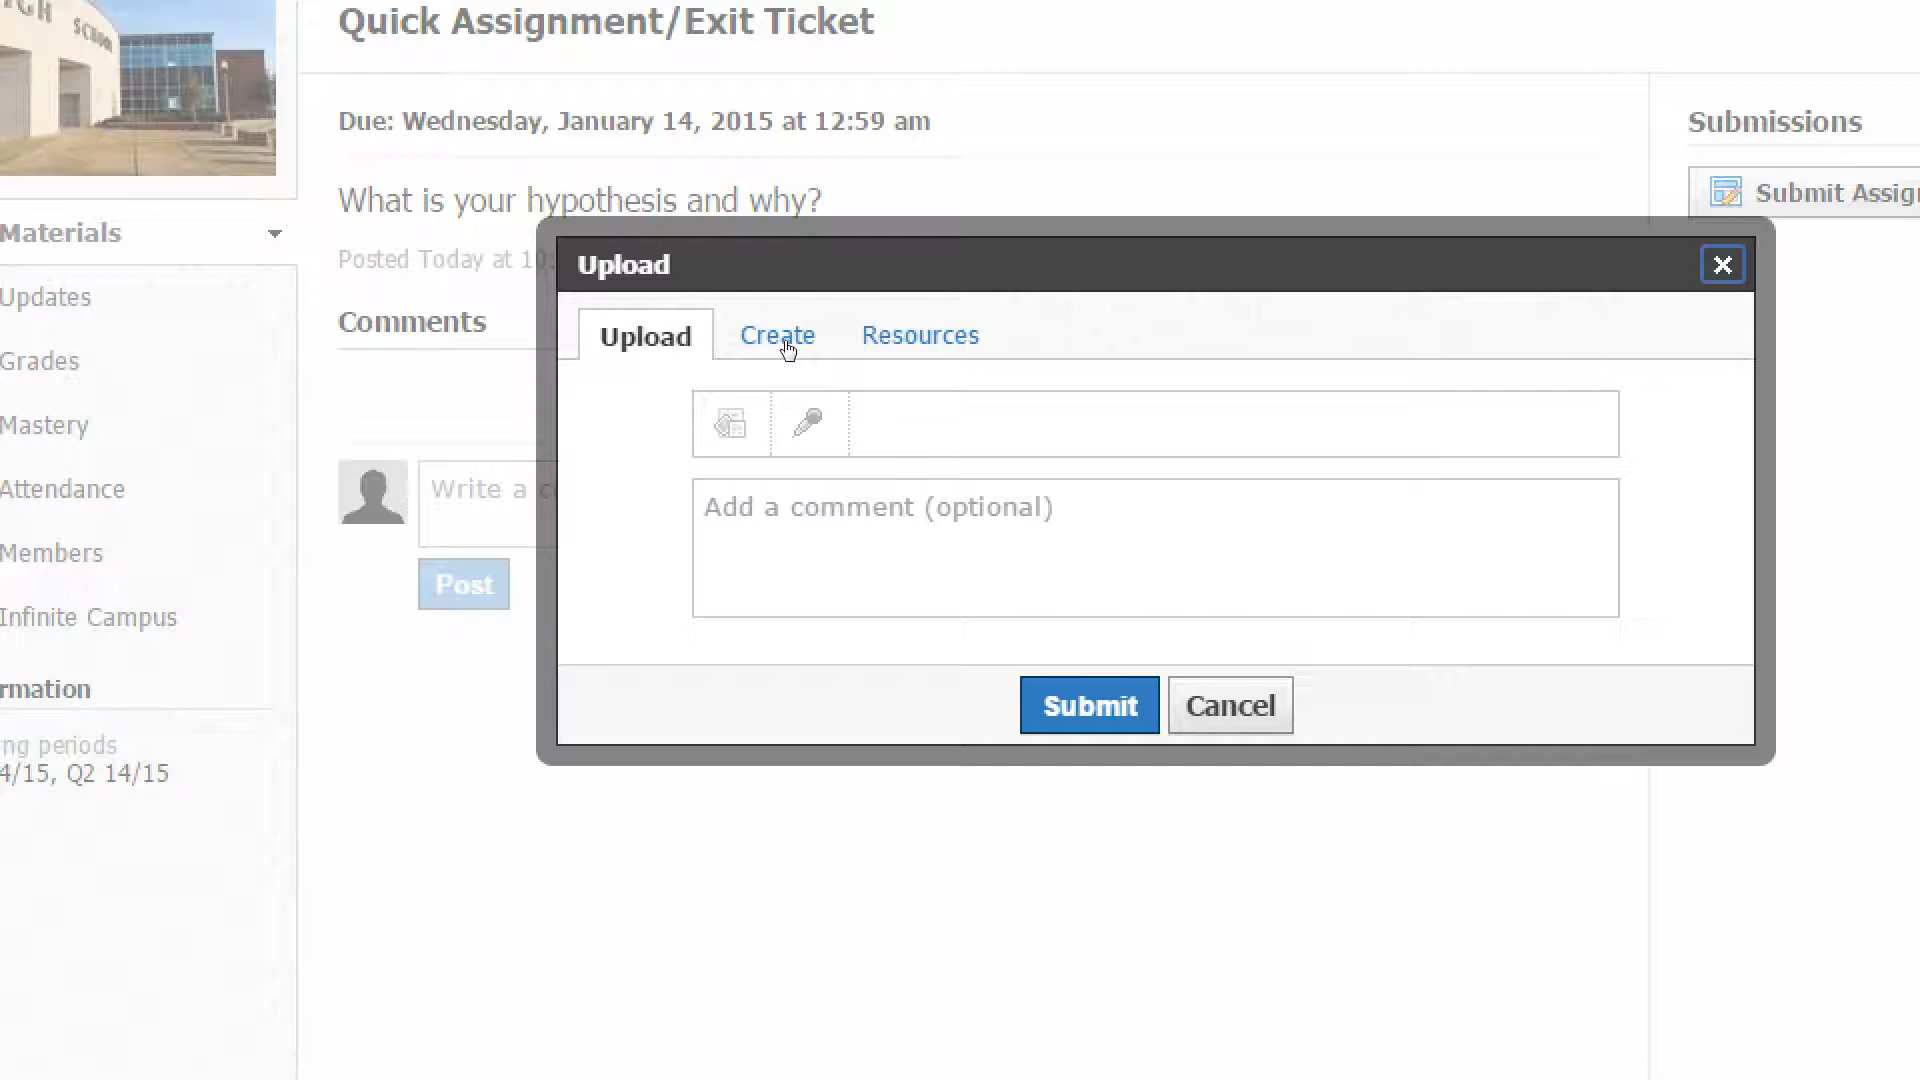 SCHOOL
Quick Assignment/Exit Ticket
Due: Wednesday, January 14, 2015 at 12:59 am
Submissions
What is your hypothesis and why?
Submit Assig
Materials
Posted Today at 10:
Upload
Updates
Comments
Upload
Create
Resources
Grades
Mastery
Attendance
Write a c
Add a comment (optional)
Members
Post
Infinite Campus
rmation
Submit
Cancel
ng periods
4/15, Q2 14/15